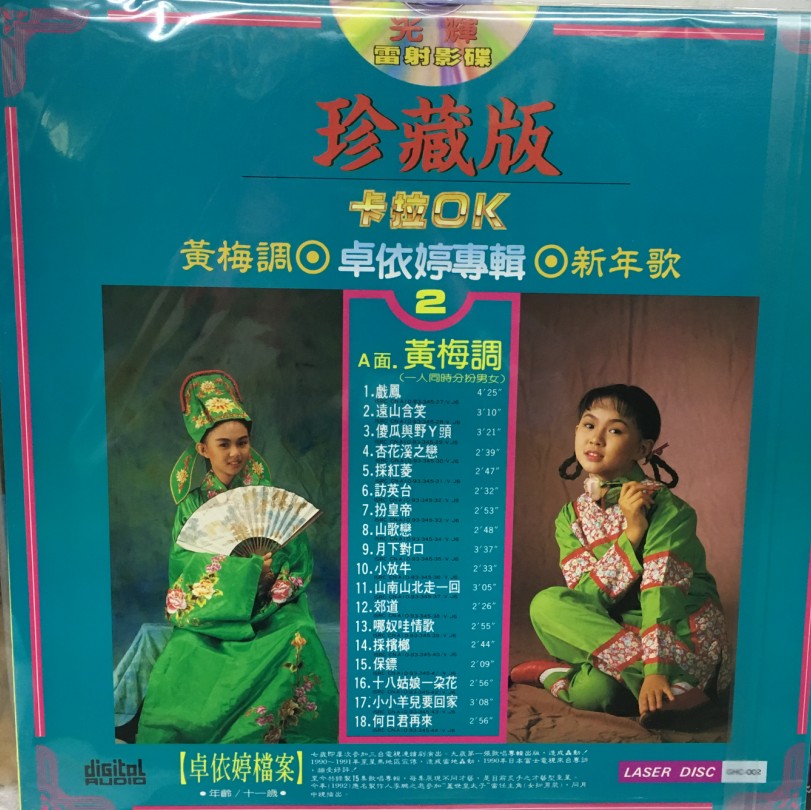 光輝
雷射影碟
珍藏版
卡拉OK
黃梅調⊙卓依婷專輯⊙新年歌
2
A面.黃梅調
(一人同時分扮男女)
1.戲鳳 4'25"
2.遠山含笑 3'10"
3.傻瓜與野丫頭 3'21"
4.杏花溪之戀 2'39"
5.採紅菱 2'47"
6.訪英台 2'32"
7.扮皇帝 2'53"
8.山歌戀 2'48"
9.月下對口 3'37"
10.小放牛 2'33"
11.山南山北走一回 3'05"
12.郊道 2'26"
13.哪奴哇情歌 2'55"
14.採檳榔 2'44"
15.保鏢 2'09"
16.十八姑娘一朵花 2'56"
17.小小羊兒要回家 3'08"
18.何日君再來 2'56"
digital
AUDIO
【卓依婷檔案】
•年齡/十一歲•
LASER DISC GMC-002